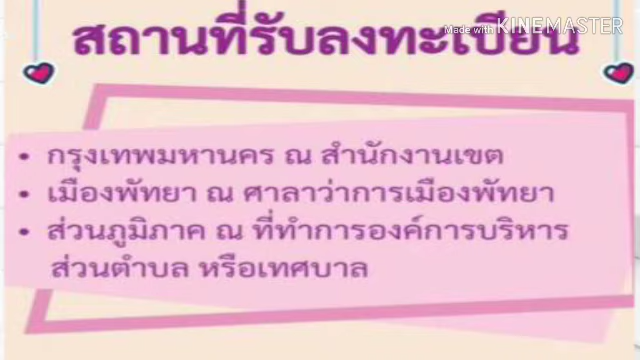 สถานที่รับลงทะเบียน
Made with KINEMASTER
• กรุงเทพมหานคร ณ สำนักงานเขต
• เมืองพัทยา ณ ศาลาว่าการเมืองพัทยา
• ส่วนภูมิภาค ณ ที่ทำการองค์การบริหาร
ส่วนตำบล หรือเทศบาล